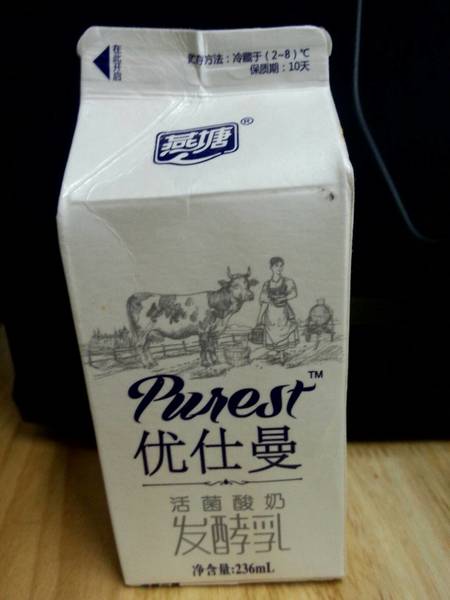 在此开启
贮存方法：冷藏于（2~8）℃
保质期：10天
燕塘®
Purest™
优仕曼
活菌酸奶
发酵乳
净含量:236mL